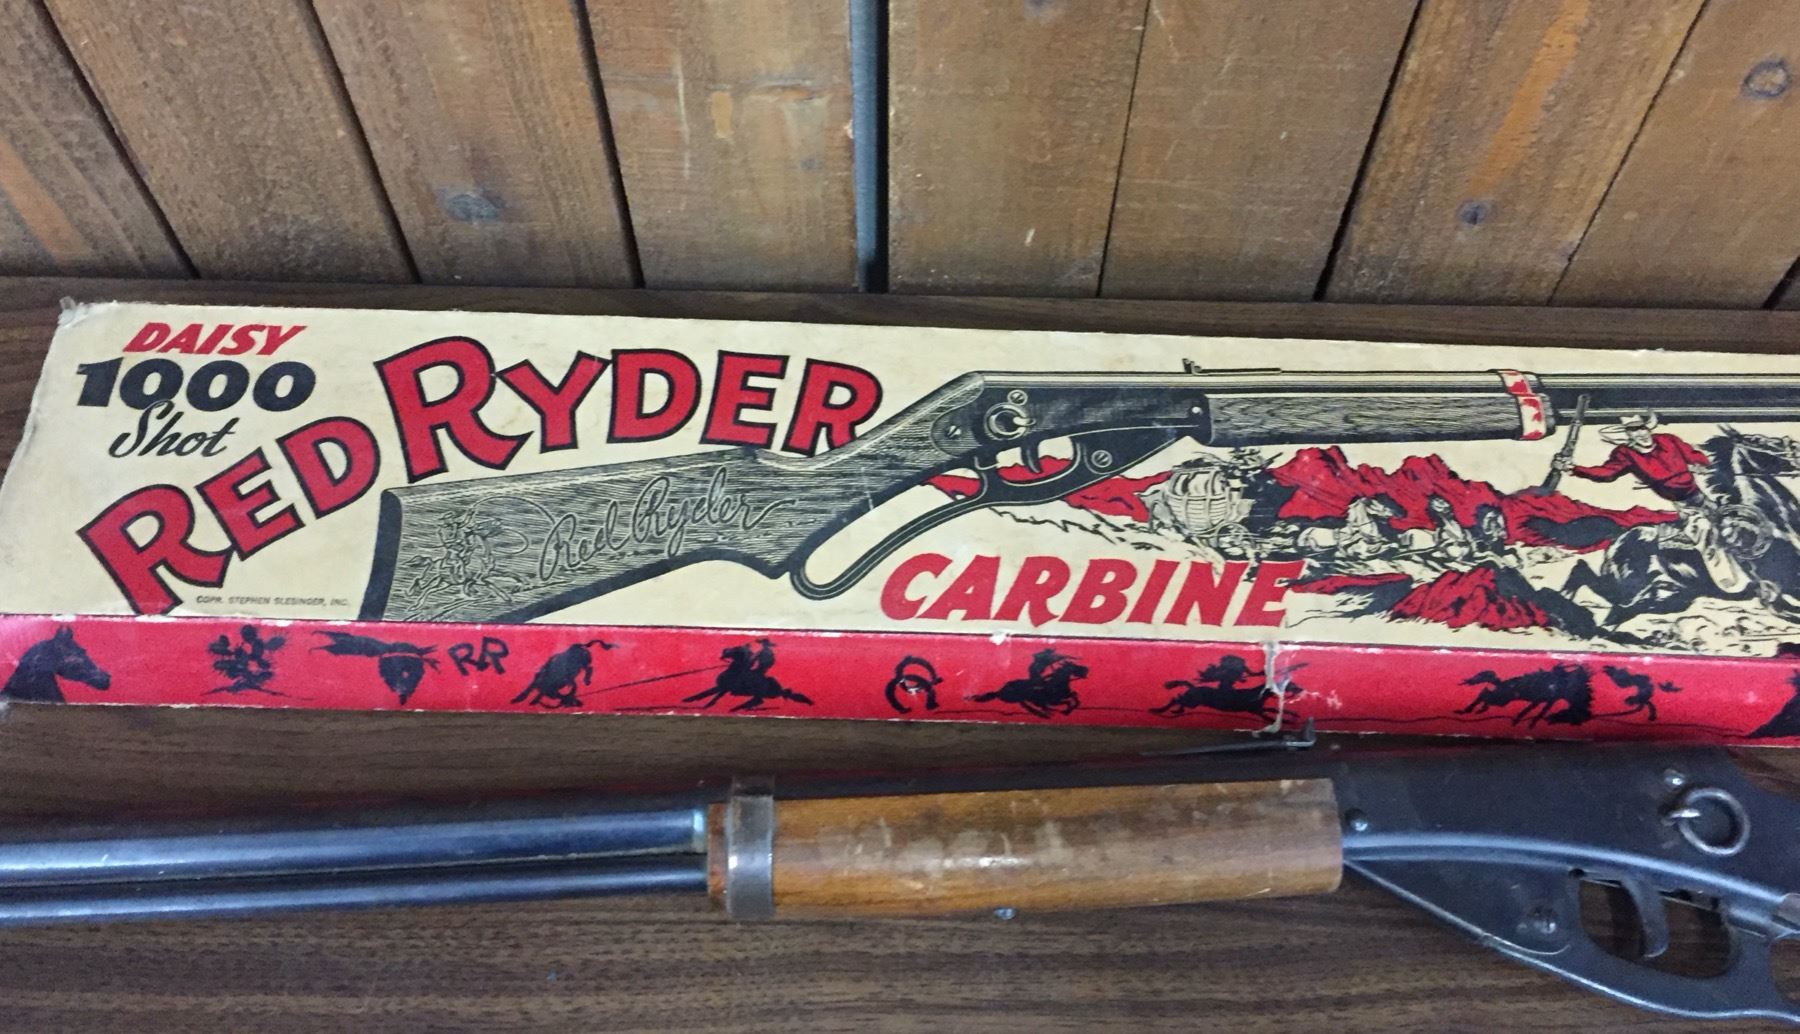 DAISY
1000
Shot
RED RYDER
Red Ryder
CARBINE
COPR. STEPHEN SLESINGER, INC.
RR